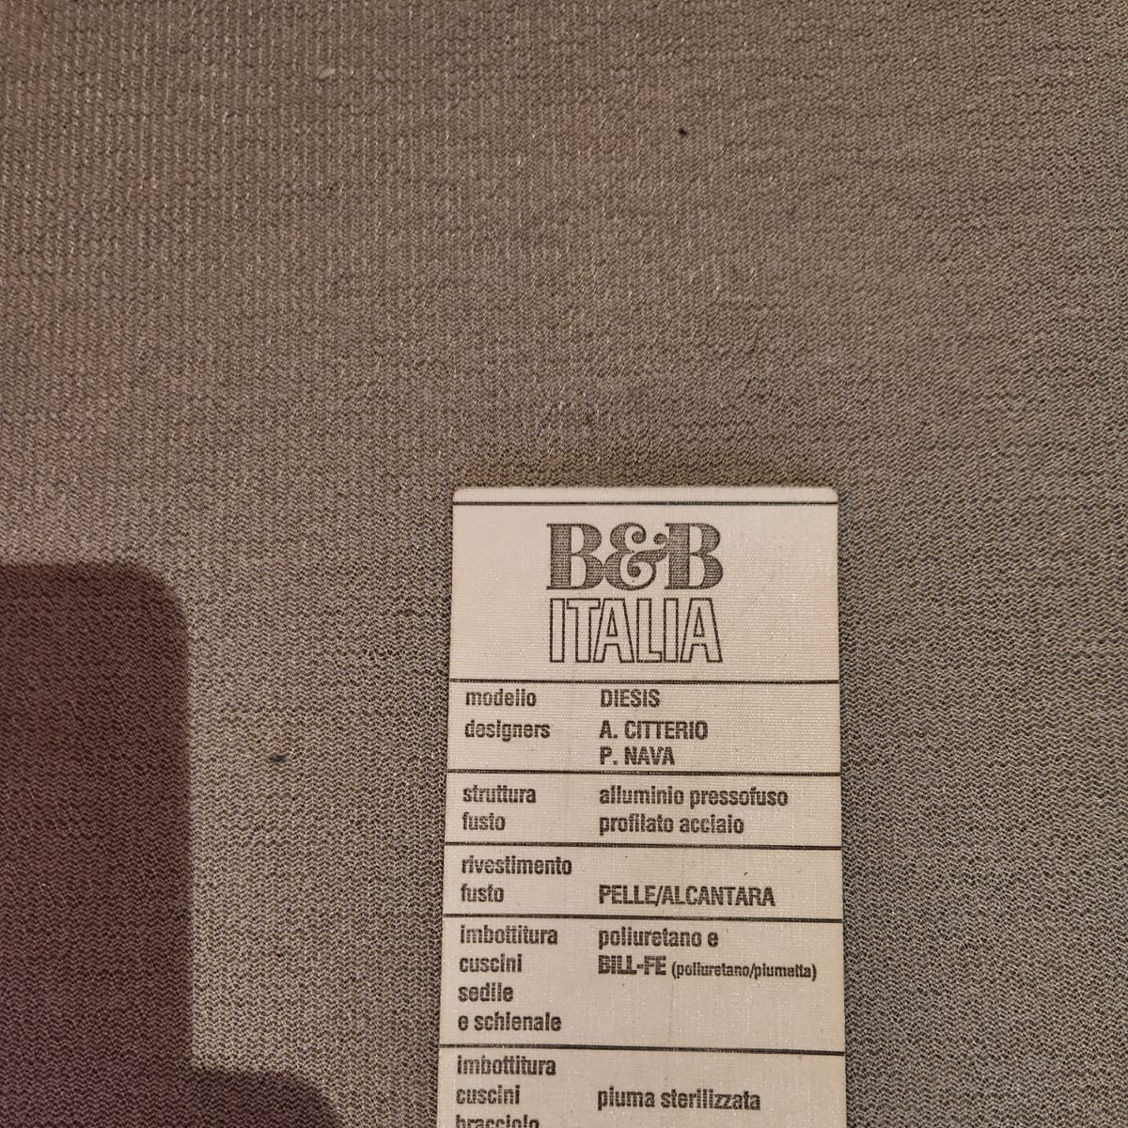 B&B
ITALIA
modello DIESIS
designers A. CITTERIO
P. NAVA
struttura alluminio pressofuso
fusto profilato acciaio
rivestimento
fusto PELLE/ALCANTARA
imbottitura poliuretano e
cuscini BILL-FE (poliuretano/piumetta)
sedile
e schienale
imbottitura
cuscini piuma sterilizzata
bracciolo